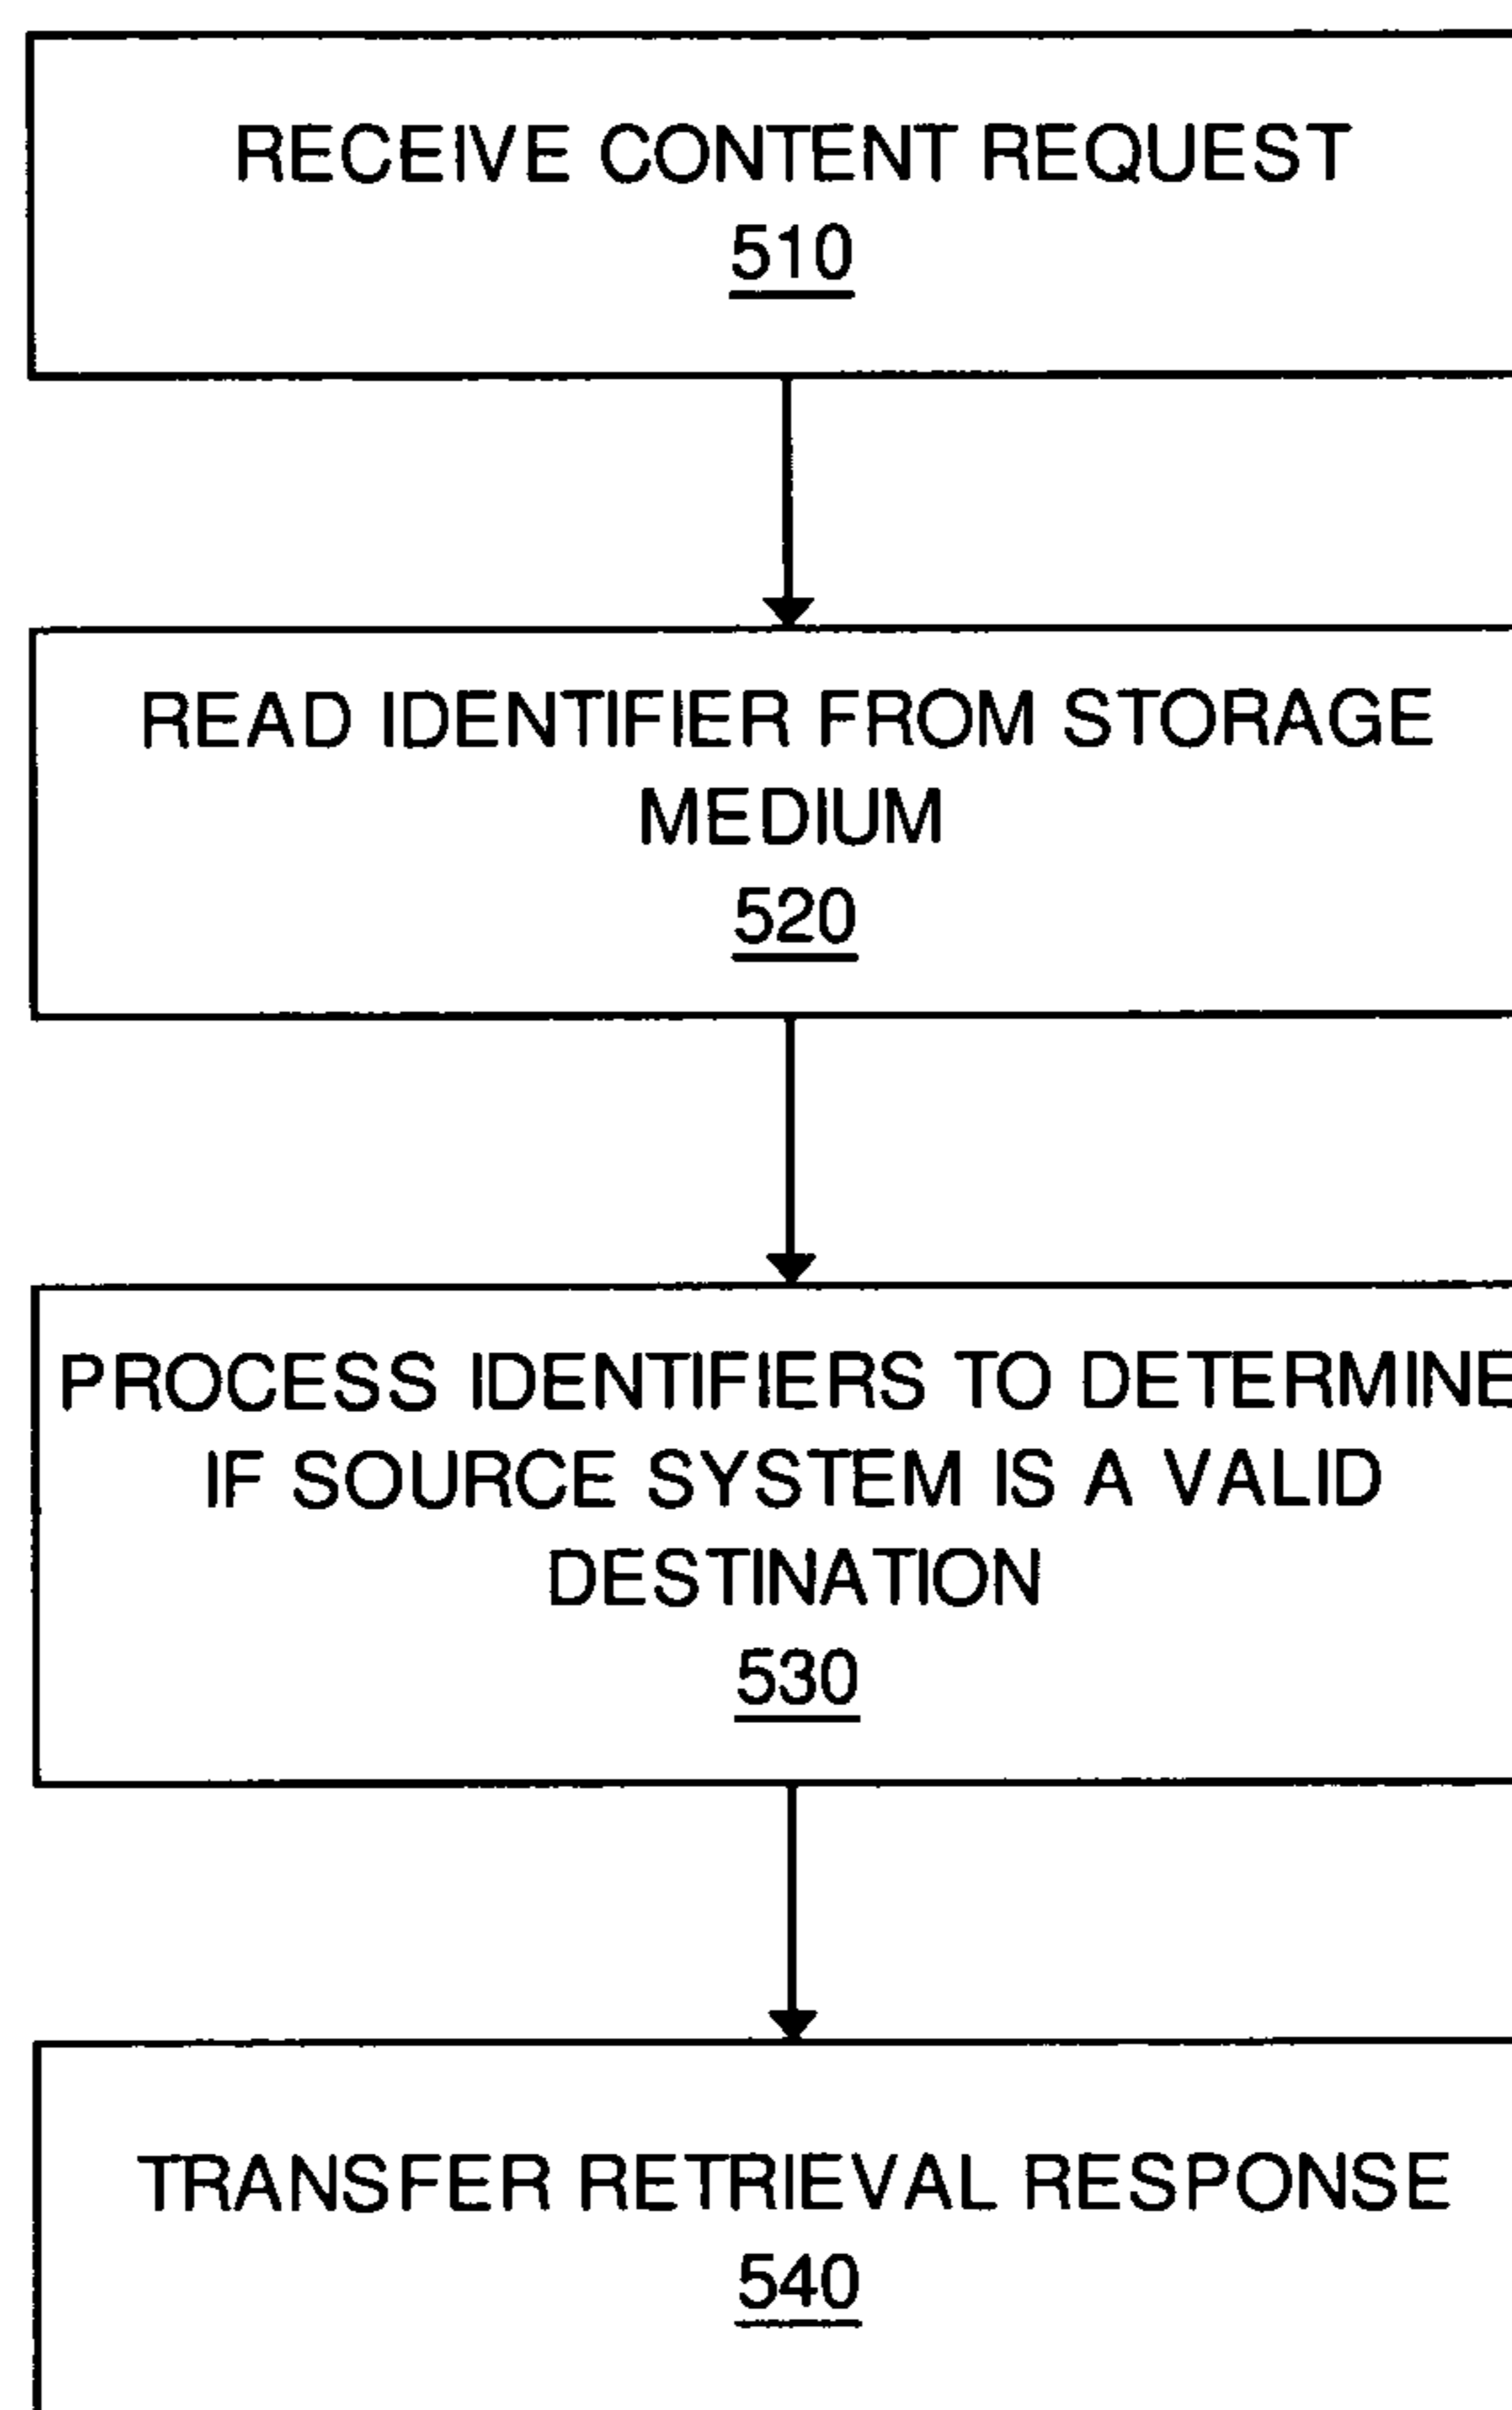 RECEIVE CONTENT REQUEST
510
READ IDENTIFIER FROM STORAGE
MEDIUM
520
PROCESS IDENTIFIERS TO DETERMINE
IF SOURCE SYSTEM IS A VALID
DESTINATION
530
TRANSFER RETRIEVAL RESPONSE
540